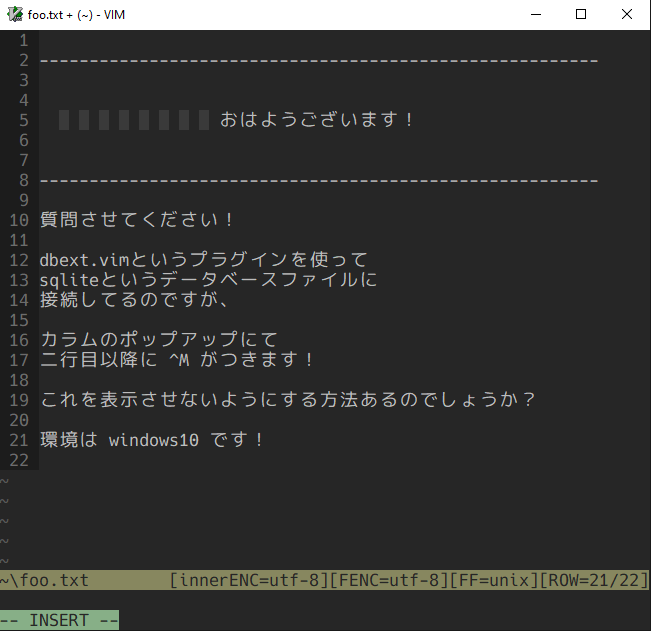 foo.txt + (~) - VIM
1
2 --------------------------------------------------------
3
4
5 おはようございます！
6
7
8 --------------------------------------------------------
9
10 質問させてください！
11
12 dbext.vimというプラグインを使って
13 sqliteというデータベースファイルに
14 接続してるのですが、
15
16 カラムのポップアップにて
17 二行目以降に ^M がつきます！
18
19 これを表示させないようにする方法あるのでしょうか？
20
21 環境は windows10 です！
22
~
~
~
~
~
~\foo.txt [innerENC=utf-8][FENC=utf-8][FF=unix][ROW=21/22]
-- INSERT --